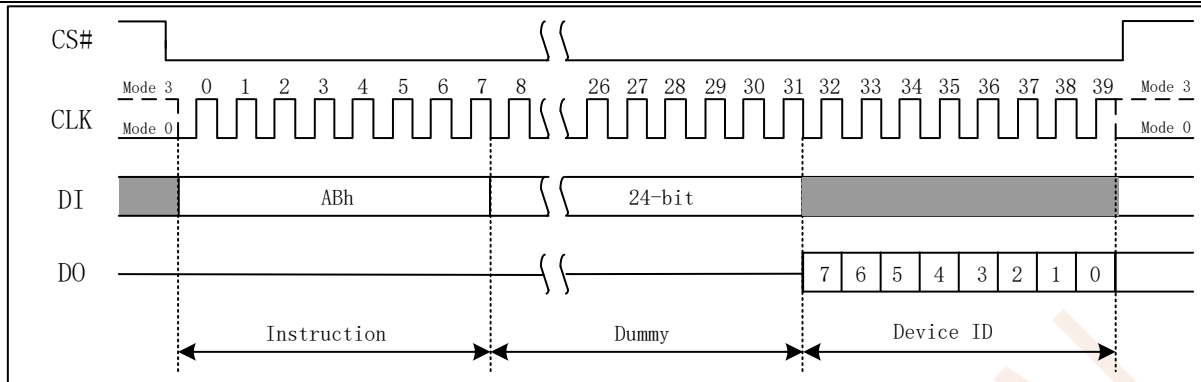 CS#
Mode 3 0 1 2 3 4 5 6 7 8 26 27 28 29 30 31 32 33 34 35 36 37 38 39 Mode 3
CLK
Mode 0 Mode 0
DI ABh 24-bit
DO 7 6 5 4 3 2 1 0
Instruction Dummy Device ID